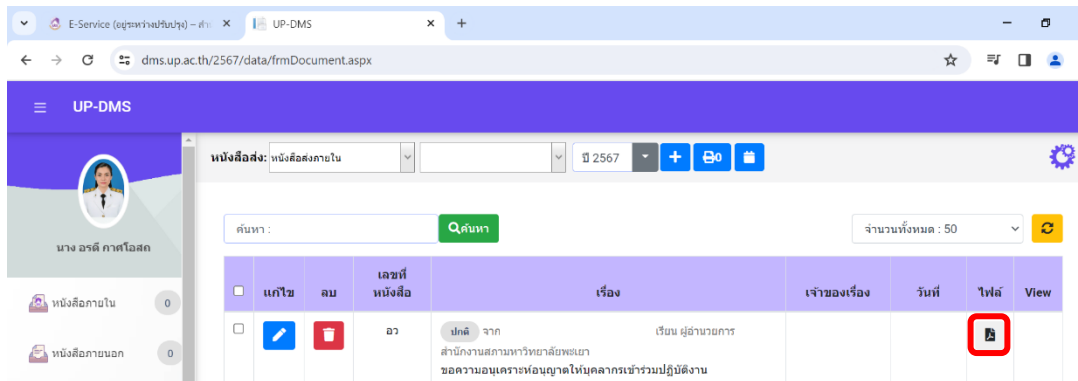 E-Service (อยู่ระหว่างปรับปรุง) – สำ
UP-DMS
dms.up.ac.th/2567/data/frmDocument.aspx
UP-DMS
หนังสือส่ง: หนังสือส่งภายใน
ปี 2567
0
นาง อรดี กาศโอสถ
ค้นหา :
ค้นหา
จำนวนทั้งหมด : 50
หนังสือภายใน 0
หนังสือภายนอก 0
แก้ไข ลบ เลขที่หนังสือ เรื่อง เจ้าของเรื่อง วันที่ ไฟล์ View
อว ปกติ จาก เรียน ผู้อำนวยการ
สำนักงานสภามหาวิทยาลัยพะเยา
ขอความอนุเคราะห์อนุญาตให้บุคลากรเข้าร่วมปฏิบัติงาน